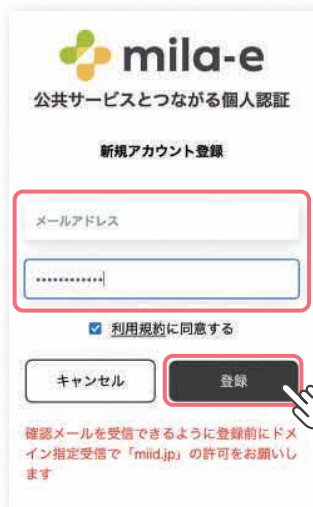 mila-e
公共サービスとつながる個人認証
新規アカウント登録
メールアドレス
••••••••••••
利用規約に同意する
キャンセル
登録
確認メールを受信できるように登録前にドメ
イン指定受信で「miid.jp」の許可をお願いし
ます